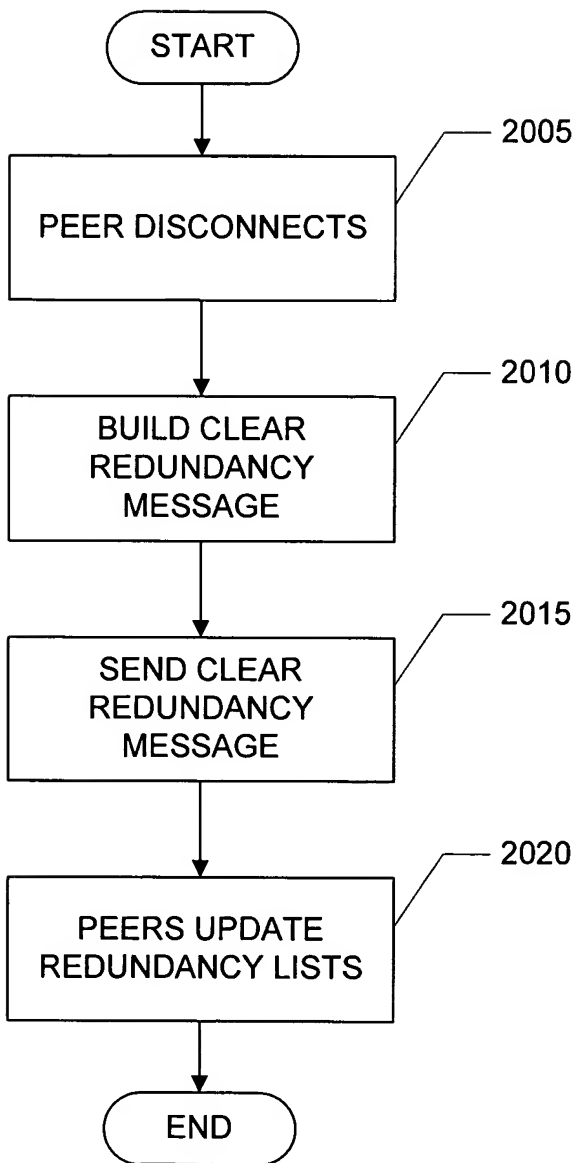 START
2005
PEER DISCONNECTS
2010
BUILD CLEAR
REDUNDANCY
MESSAGE
2015
SEND CLEAR
REDUNDANCY
MESSAGE
2020
PEERS UPDATE
REDUNDANCY LISTS
END